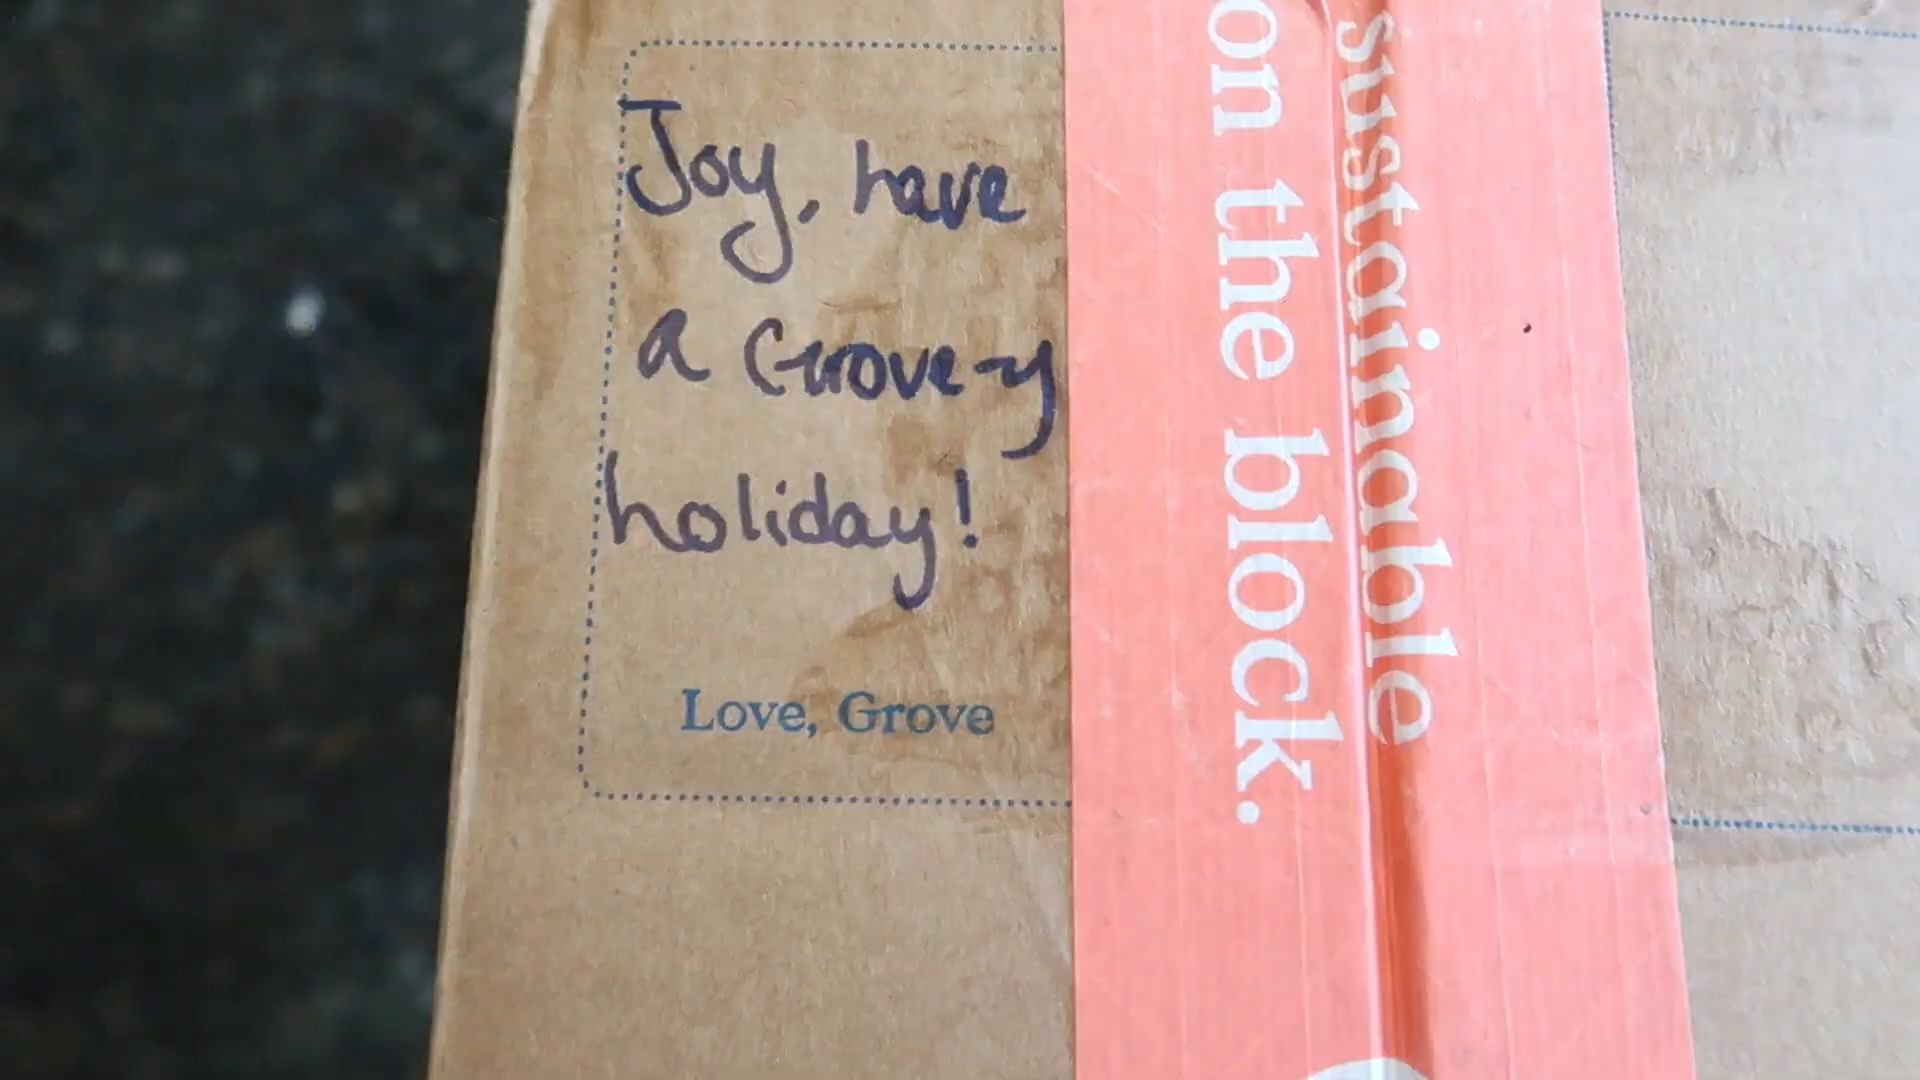 Joy, have
a Grove-y
holiday!
Love, Grove
sustainable
on the block.